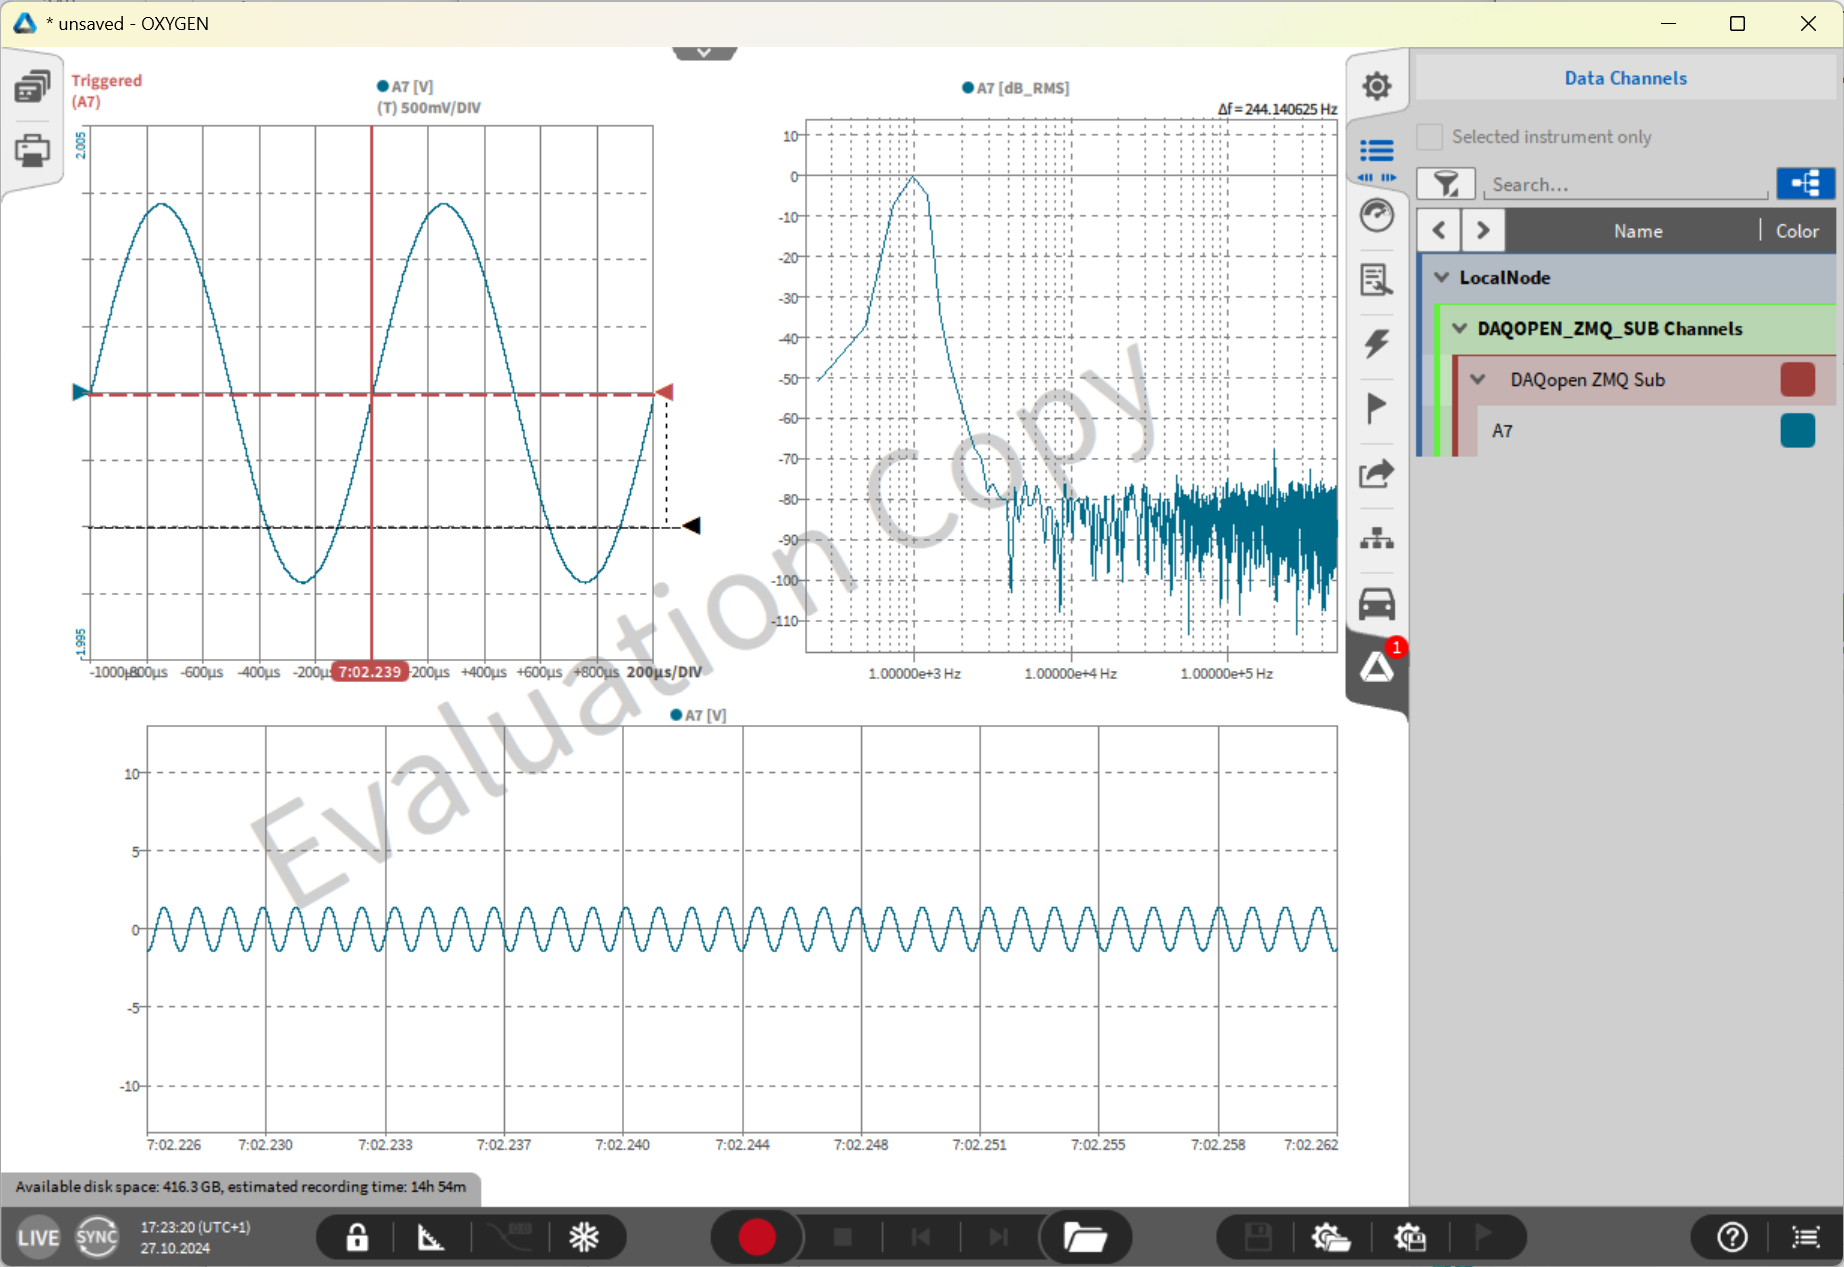 * unsaved - OXYGEN
Triggered
(A7)
A7 [V]
(T) 500mV/DIV
2.005
-1.995
-1000µs
-800µs
-600µs
-400µs
-200µs
7:02.239
+200µs
+400µs
+600µs
+800µs
200µs/DIV
A7 [dB_RMS]
Δf = 244.140625 Hz
10
0
-10
-20
-30
-40
-50
-60
-70
-80
-90
-100
-110
1.00000e+3 Hz
1.00000e+4 Hz
1.00000e+5 Hz
A7 [V]
10
5
0
-5
-10
7:02.226
7:02.230
7:02.233
7:02.237
7:02.240
7:02.244
7:02.248
7:02.251
7:02.255
7:02.258
7:02.262
Evaluation Copy
1
Data Channels
Selected instrument only
Search...
Name
Color
LocalNode
DAQOPEN_ZMQ_SUB Channels
DAQopen ZMQ Sub
A7
Available disk space: 416.3 GB, estimated recording time: 14h 54m
LIVE
SYNC
17:23:20 (UTC+1)
27.10.2024